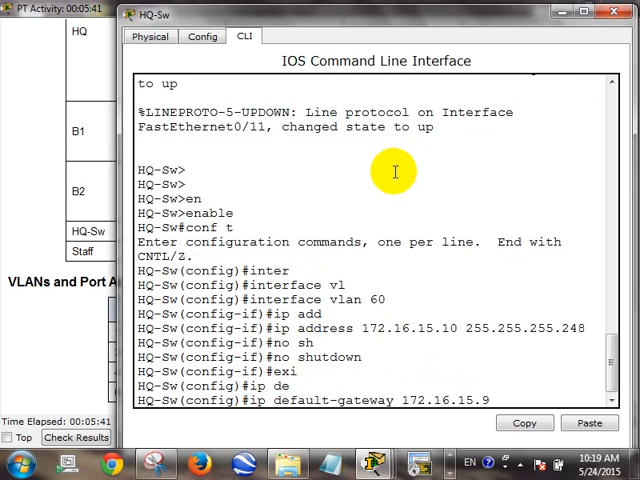 PT Activity: 00:05:41
HQ-Sw
HQ
Physical
Config
CLI
IOS Command Line Interface
to up
%LINEPROTO-5-UPDOWN: Line protocol on Interface
FastEthernet0/11, changed state to up
HQ-Sw>
HQ-Sw>
HQ-Sw>en
HQ-Sw>enable
HQ-Sw#conf t
Enter configuration commands, one per line.  End with
CNTL/Z.
HQ-Sw(config)#inter
HQ-Sw(config)#interface vl
HQ-Sw(config)#interface vlan 60
HQ-Sw(config-if)#ip add
HQ-Sw(config-if)#ip address 172.16.15.10 255.255.255.248
HQ-Sw(config-if)#no sh
HQ-Sw(config-if)#no shutdown
HQ-Sw(config-if)#exi
HQ-Sw(config)#ip de
HQ-Sw(config)#ip default-gateway 172.16.15.9
B1
B2
HQ-Sw
Staff
VLANs and Port A
Time Elapsed: 00:05:41
Top
Check Results
Copy
Paste
EN
10:19 AM
5/24/2015